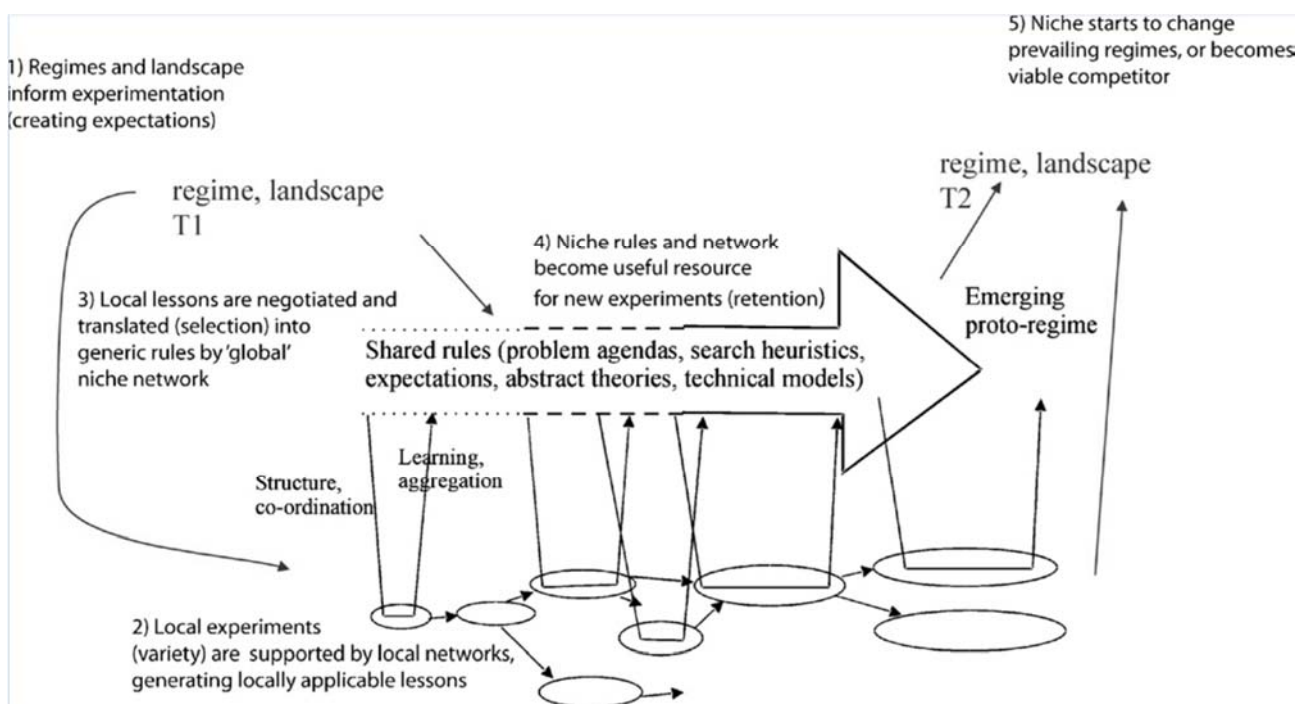 5) Niche starts to change
prevailing regimes, or becomes
viable competitor
1) Regimes and landscape
inform experimentation
(creating expectations)
regime, landscape
T1
regime, landscape
T2
4) Niche rules and network
become useful resource
for new experiments (retention)
3) Local lessons are negotiated and
translated (selection) into
generic rules by 'global'
niche network
Emerging
proto-regime
Shared rules (problem agendas, search heuristics,
expectations, abstract theories, technical models)
Learning,
aggregation
Structure,
co-ordination
2) Local experiments
(variety) are supported by local networks,
generating locally applicable lessons